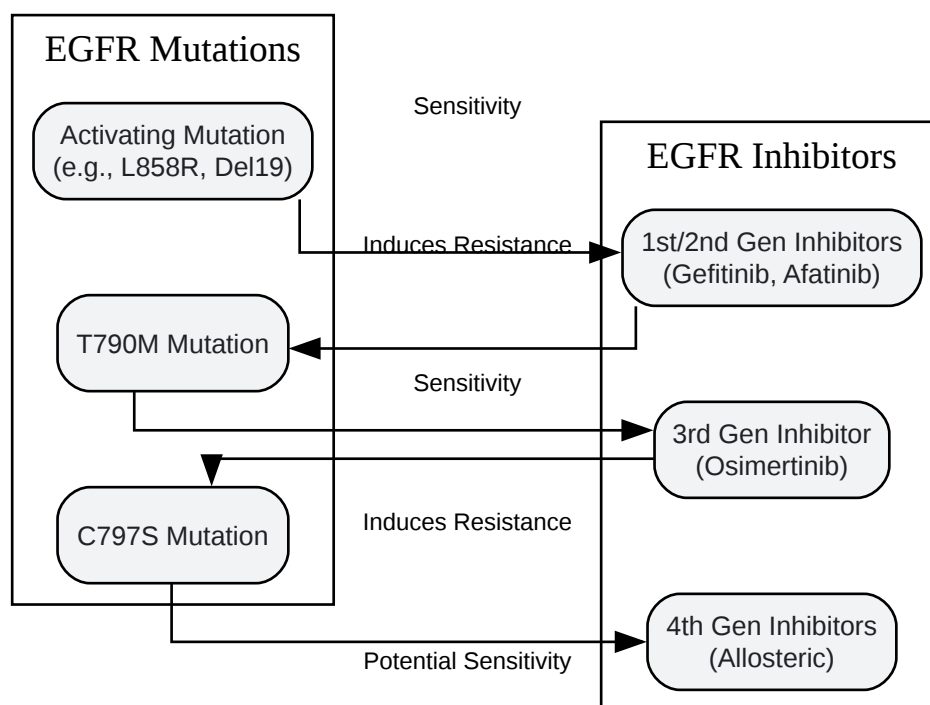 EGFR Mutations
Activating Mutation
(e.g., L858R, Del19)
Sensitivity
EGFR Inhibitors
Induces Resistance
1st/2nd Gen Inhibitors
(Gefitinib, Afatinib)
T790M Mutation
Sensitivity
3rd Gen Inhibitor
(Osimertinib)
C797S Mutation
Induces Resistance
4th Gen Inhibitors
(Allosteric)
Potential Sensitivity